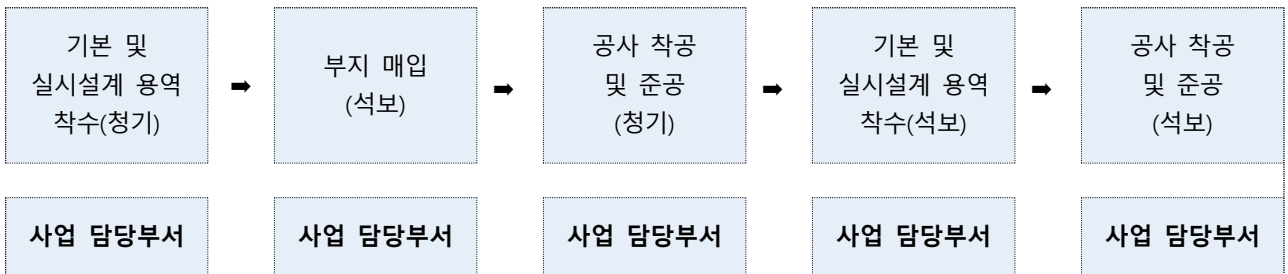 기본 및
실시설계 용역
착수(청기)
➡
부지 매입
(석보)
➡
공사 착공
및 준공
(청기)
➡
기본 및
실시설계 용역
착수(석보)
➡
공사 착공
및 준공
(석보)
사업 담당부서
사업 담당부서
사업 담당부서
사업 담당부서
사업 담당부서